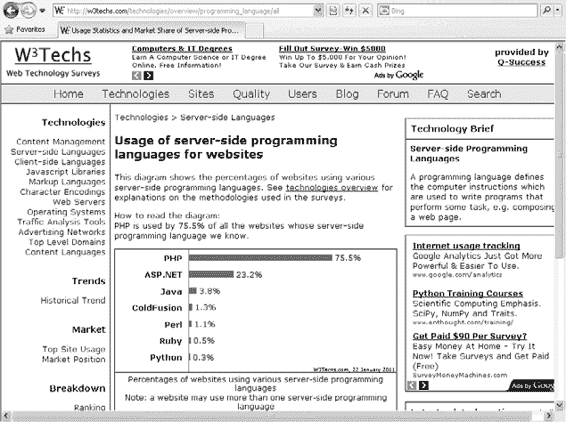 http://w3techs.com/technologies/overview/programming_language/all
Bing
Favorites
Usage Statistics and Market Share of Server-side Pro...
W3Techs
Web Technology Surveys
Computers & IT Degrees
Earn A Computer Science or IT Degree
Online. Free Information!
Fill Out Survey-Win $5000
Win Up To $5,000 For Your Opinion!
Take Our Survey & Earn Cash Prizes
Ads by Google
provided by
Q-Success
Home Technologies Sites Quality Users Blog Forum FAQ Search
Technologies
Content Management
Server-side Languages
Client-side Languages
Javascript Libraries
Markup Languages
Character Encodings
Web Servers
Operating Systems
Traffic Analysis Tools
Advertising Networks
Top Level Domains
Content Languages
Trends
Historical Trend
Market
Top Site Usage
Market Position
Breakdown
Ranking
Technologies > Server-side Languages
Usage of server-side programming
languages for websites
This diagram shows the percentages of websites using various
server-side programming languages. See technologies overview for
explanations on the methodologies used in the surveys.
How to read the diagram:
PHP is used by 75.5% of all the websites whose server-side
programming language we know.
PHP 75.5%
ASP.NET 23.2%
Java 3.8%
ColdFusion 1.3%
Perl 1.1%
Ruby 0.5%
Python 0.3%
W3Techs.com, 22 January 2011
Percentages of websites using various server-side programming
languages
Note: a website may use more than one server-side programming
language
Technology Brief
Server-side Programming
Languages
A programming language defines
the computer instructions which
are used to write programs that
perform some task, e.g. composing
a web page.
Internet usage tracking
Google Analytics Just Got More
Powerful & Easier To Use.
www.google.com/analytics
Python Training Courses
Scientific Computing Emphasis.
SciPy, NumPy and Traits.
www.enthought.com/training/
Get Paid $90 Per Survey?
Easy Money At Home - Try It
Now! Take Surveys and Get Paid
(Free)
SurveyMoneyMachines.com
Ads by Goog